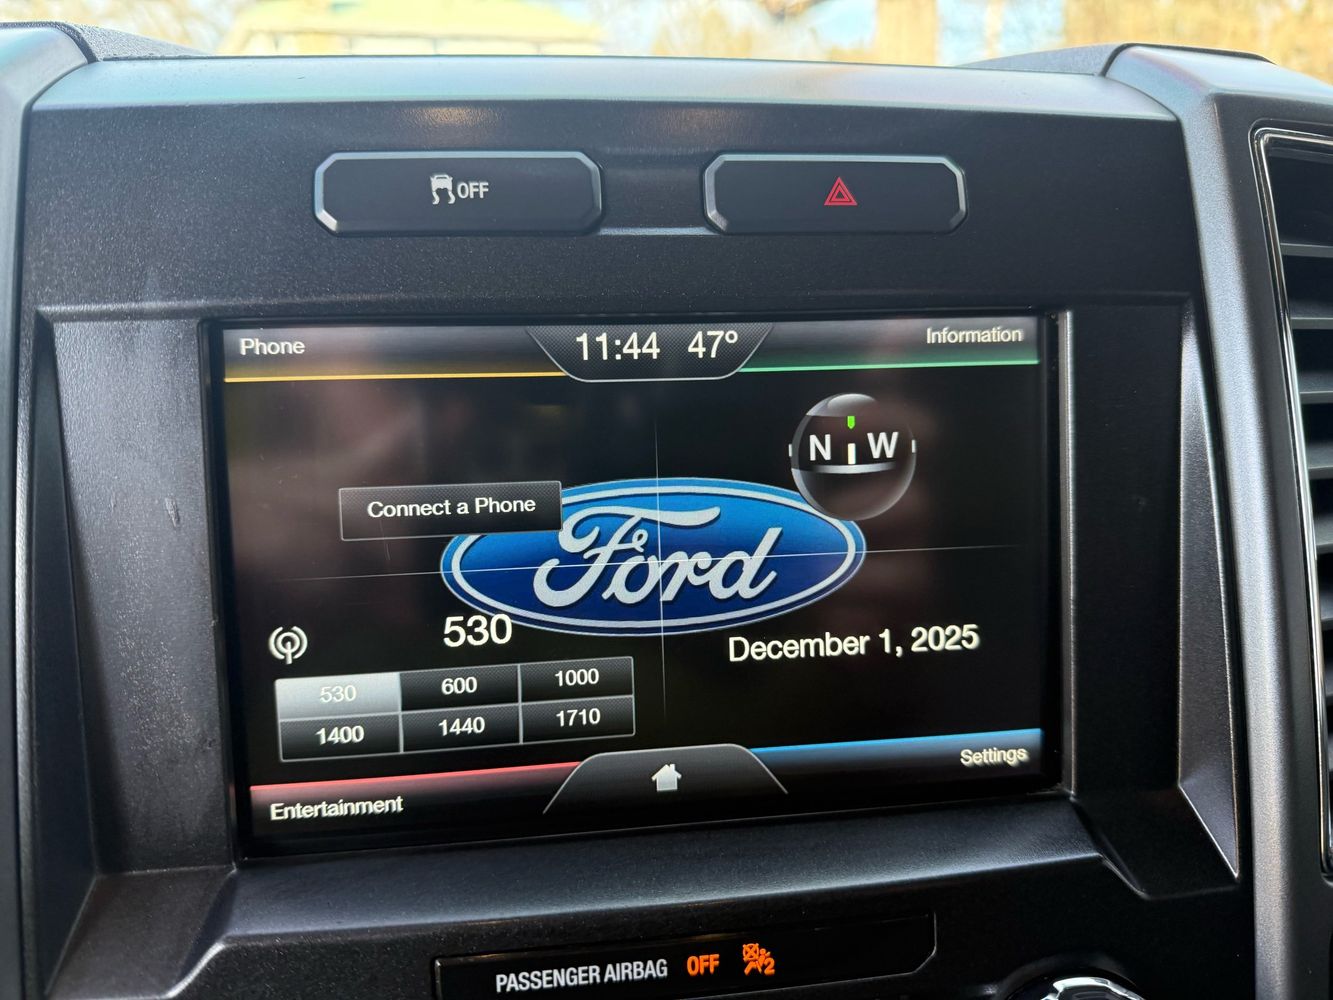 OFF
Phone
11:44 47°
Information
N W
Connect a Phone
Ford
530
December 1, 2025
530 600 1000
1400 1440 1710
Settings
Entertainment
PASSENGER AIRBAG OFF 2